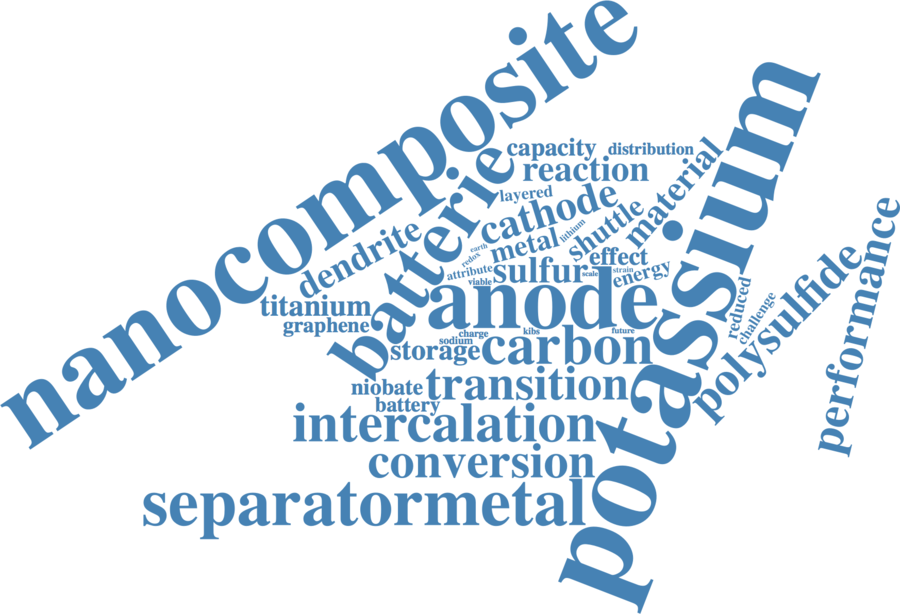 nanocomposite
potassium
capacity
distribution
reaction
material
batterie
layered
cathode
shuttle
lithium
earth
redox
metal
dendrite
effect
attribute
sulfur
scale
strain
energy
viable
anode
titanium
graphene
reduced
challenge
polysulfide
performance
charge
kibs
future
sodium
storage
carbon
niobate
transition
battery
intercalation
conversion
separatormetal